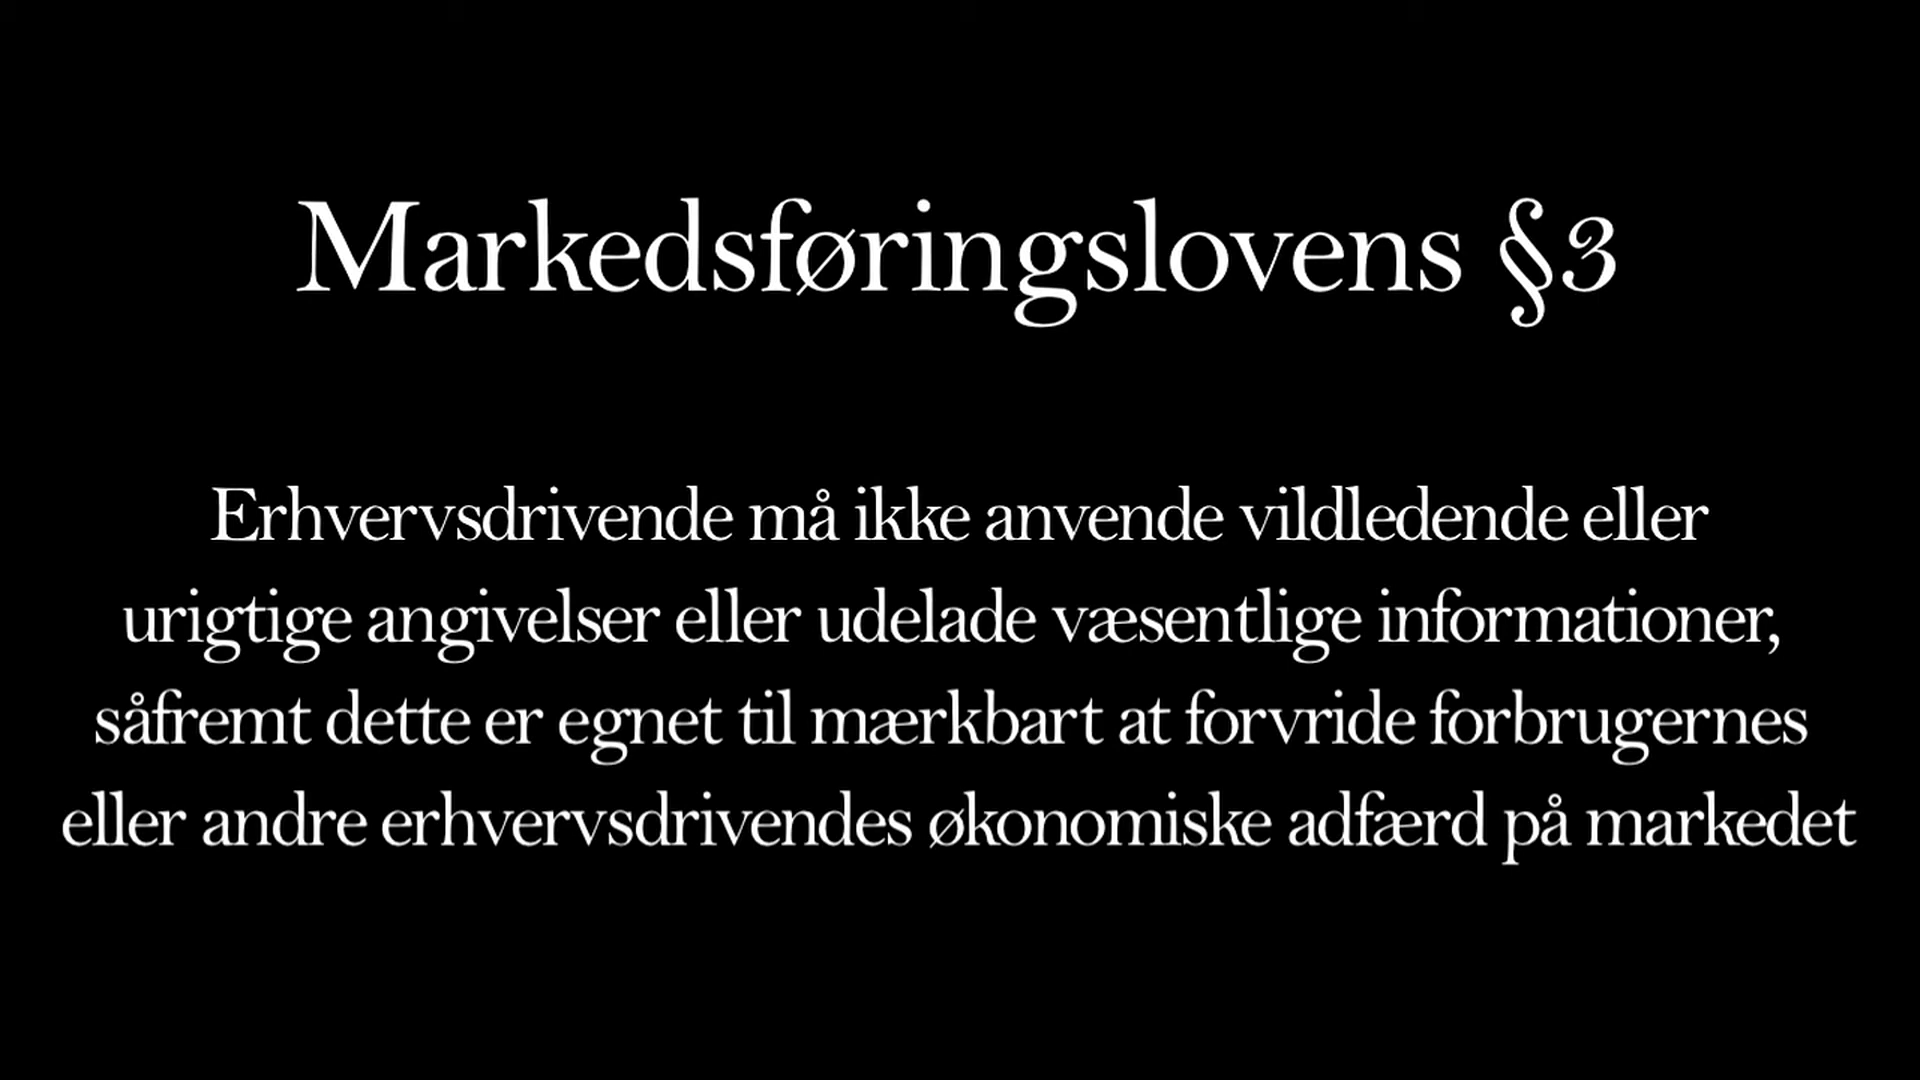 Markedsføringslovens §3
Erhvervsdrivende må ikke anvende vildledende eller
urigtige angivelser eller udelade væsentlige informationer,
såfremt dette er egnet til mærkbart at forvride forbrugernes
eller andre erhvervsdrivendes økonomiske adfærd på markedet